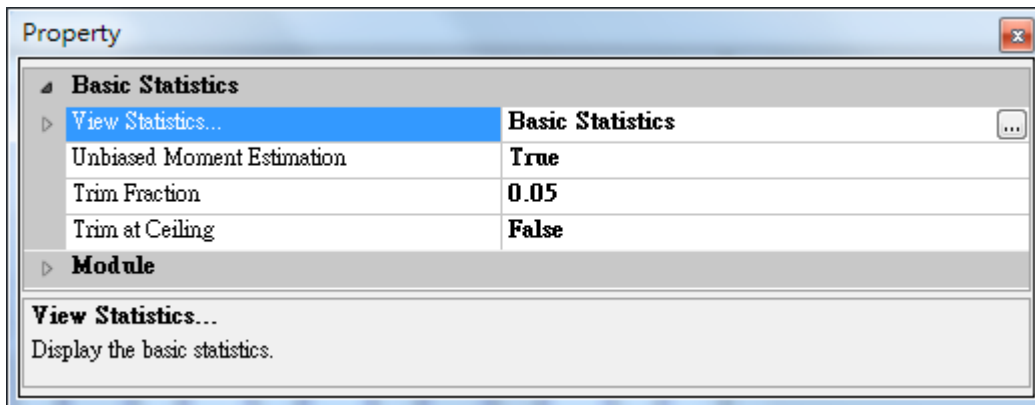 Property
Basic Statistics
View Statistics... Basic Statistics ...
Unbiased Moment Estimation True
Trim Fraction 0.05
Trim at Ceiling False
Module
View Statistics...
Display the basic statistics.